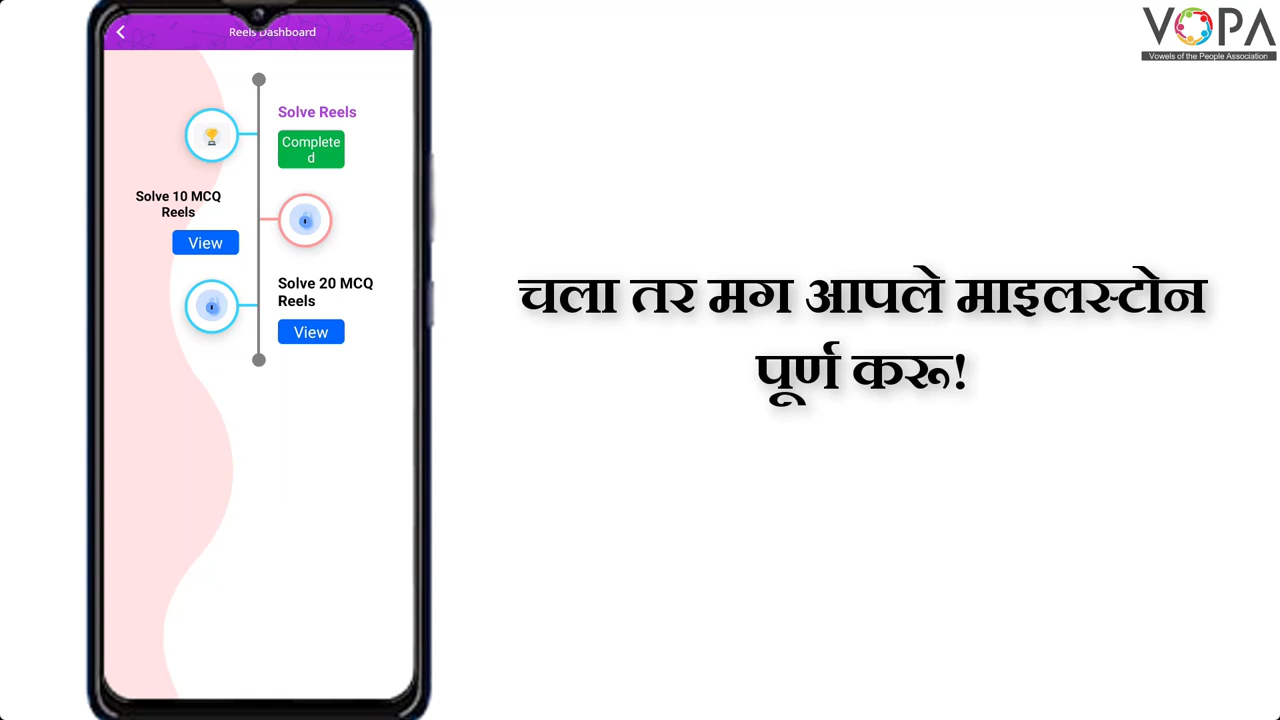 Reels Dashboard
VOPA
Vowels of the People Association
Solve Reels
Complete
d
Solve 10 MCQ
Reels
View
Solve 20 MCQ
Reels
View
चला तर मग आपले माइलस्टोन
पूर्ण करू!